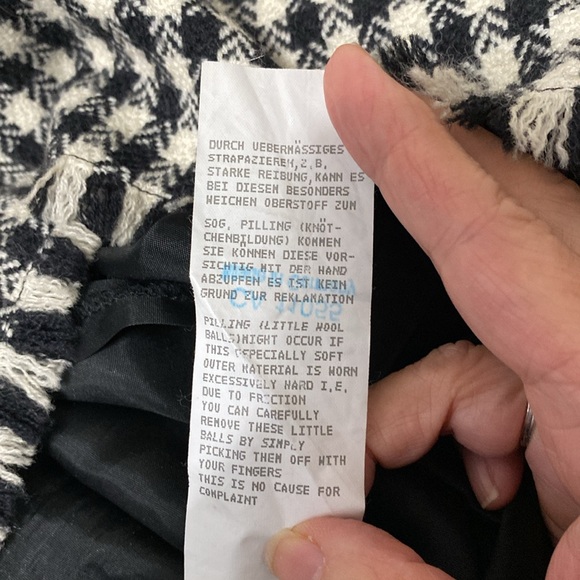 DURCH UEBERMÄSSIGES
STRAPAZIEREN,Z,B,
STARKE REIBUNG,KANN ES
BEI DIESEM BESONDERS
WEICHEN OBERSTOFF ZUM
SOG, PILLING (KNÖT-
CHENBILDUNG) KOMMEN
SIE KÖNNEN DIESE VOR-
SICHTIG MIT DER HAND
ABZUPFEN ES IST KEIN
GRUND ZUR REKLAMATION
PILLING (LITTLE WOOL
BALLS)MIGHT OCCUR IF
THIS ESPECIALLY SOFT
OUTER MATERIAL IS WORN
EXCESSIVELY HARD I,E,
DUE TO FRICTION
YOU CAN CAREFULLY
REMOVE THESE LITTLE
BALLS BY SIMPLY
PICKING THEM OFF WITH
YOUR FINGERS
THIS IS NO CAUSE FOR
COMPLAINT